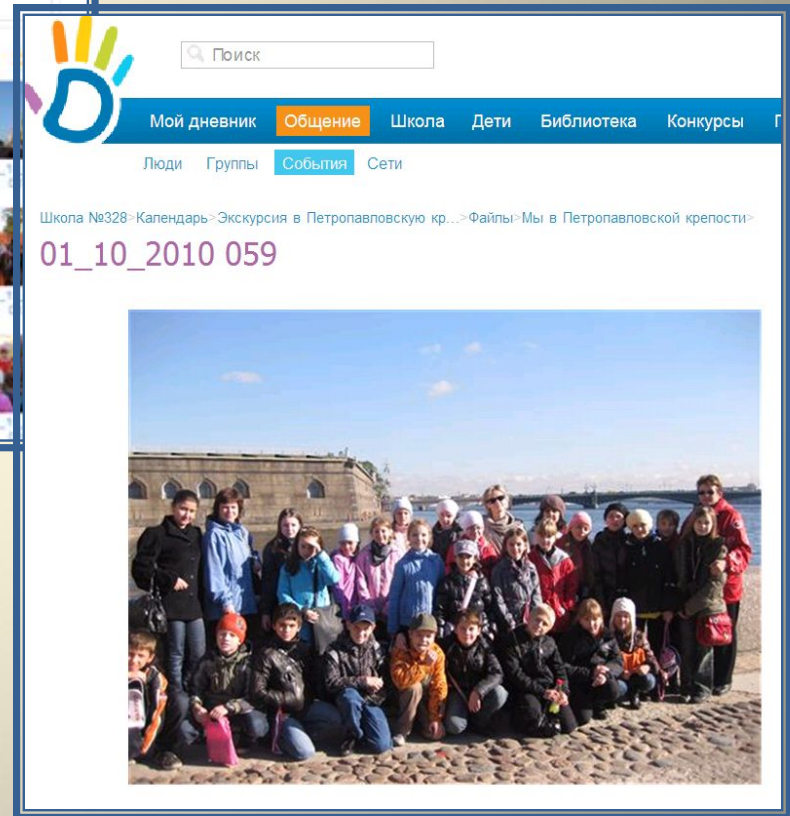 Поиск
Мой дневник Общение Школа Дети Библиотека Конкурсы
Люди Группы События Сети
Школа №328>Календарь>Экскурсия в Петропавловскую кр...>Файлы>Мы в Петропавловской крепости>
01_10_2010 059